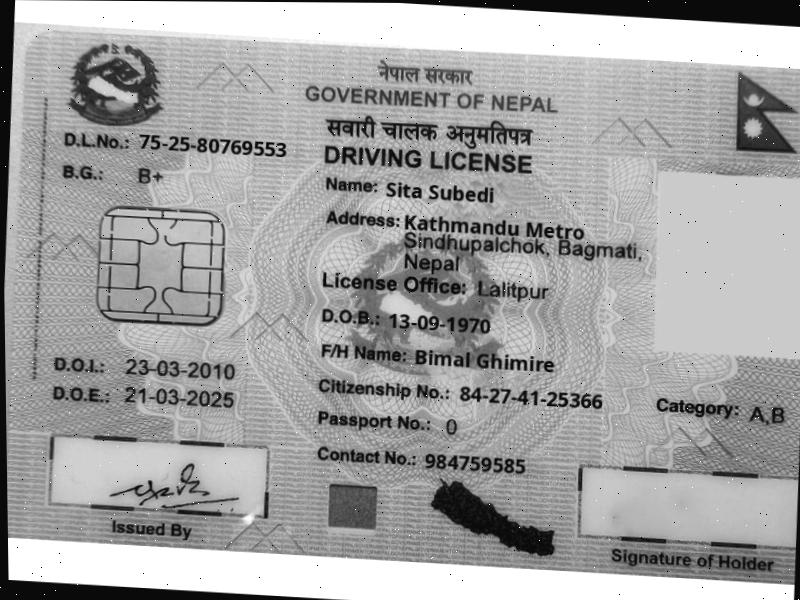 नेपाल सरकार
GOVERNMENT OF NEPAL
सवारी चालक अनुमतिपत्र
DRIVING LICENSE
D.L.No.: 75-25-80769553
B.G.: B+
Name: Sita Subedi
Address: Kathmandu Metro
Sindhupalchok, Bagmati,
Nepal
License Office: Lalitpur
D.O.B.: 13-09-1970
F/H Name: Bimal Ghimire
D.O.I.: 23-03-2010
D.O.E.: 21-03-2025
Citizenship No.: 84-27-41-25366
Category: A,B
Passport No.: 0
Contact No.: 984759585
Issued By
Signature of Holder